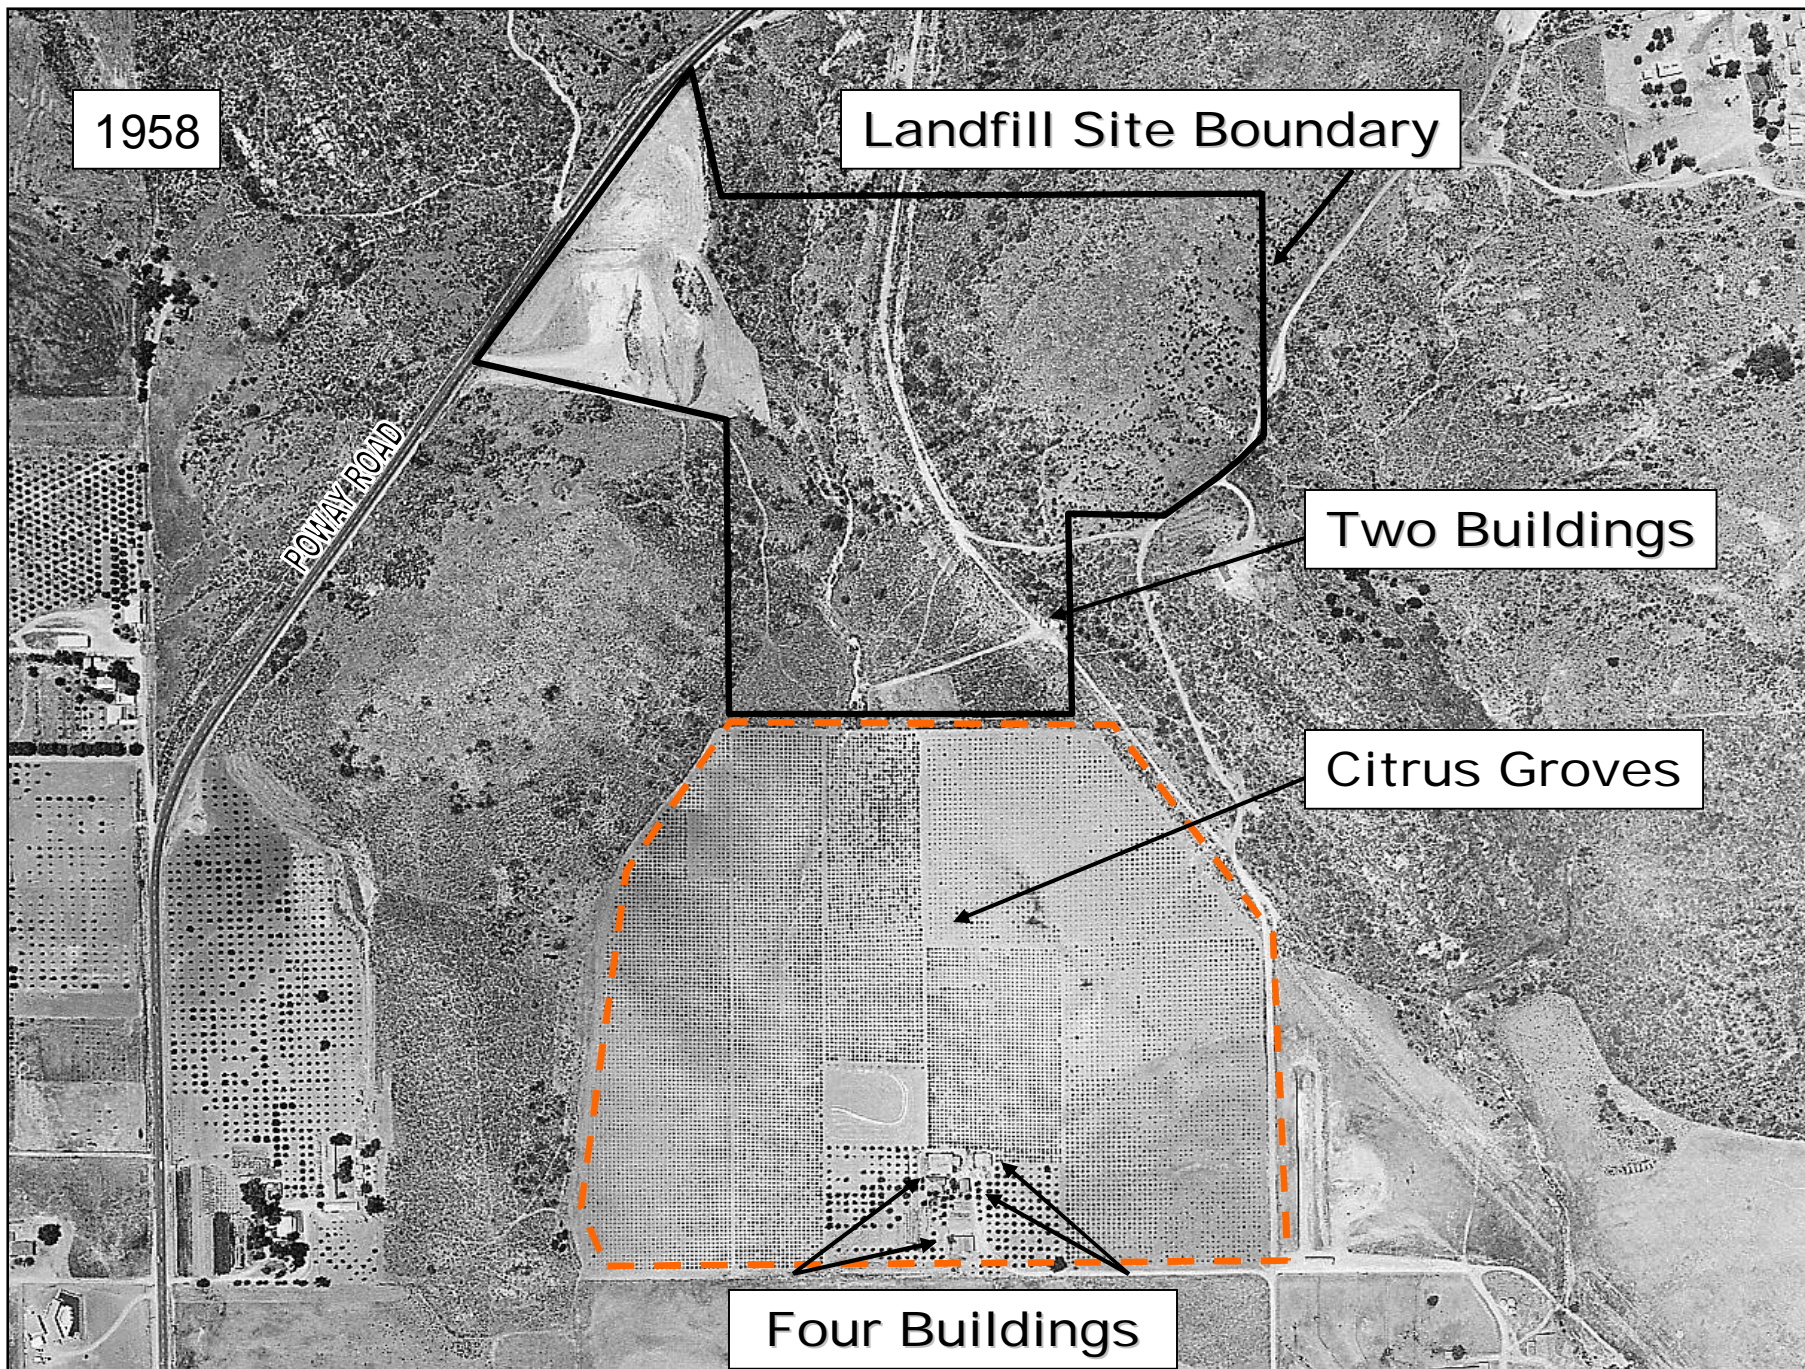 1958
Landfill Site Boundary
POWAY ROAD
Two Buildings
Citrus Groves
Four Buildings